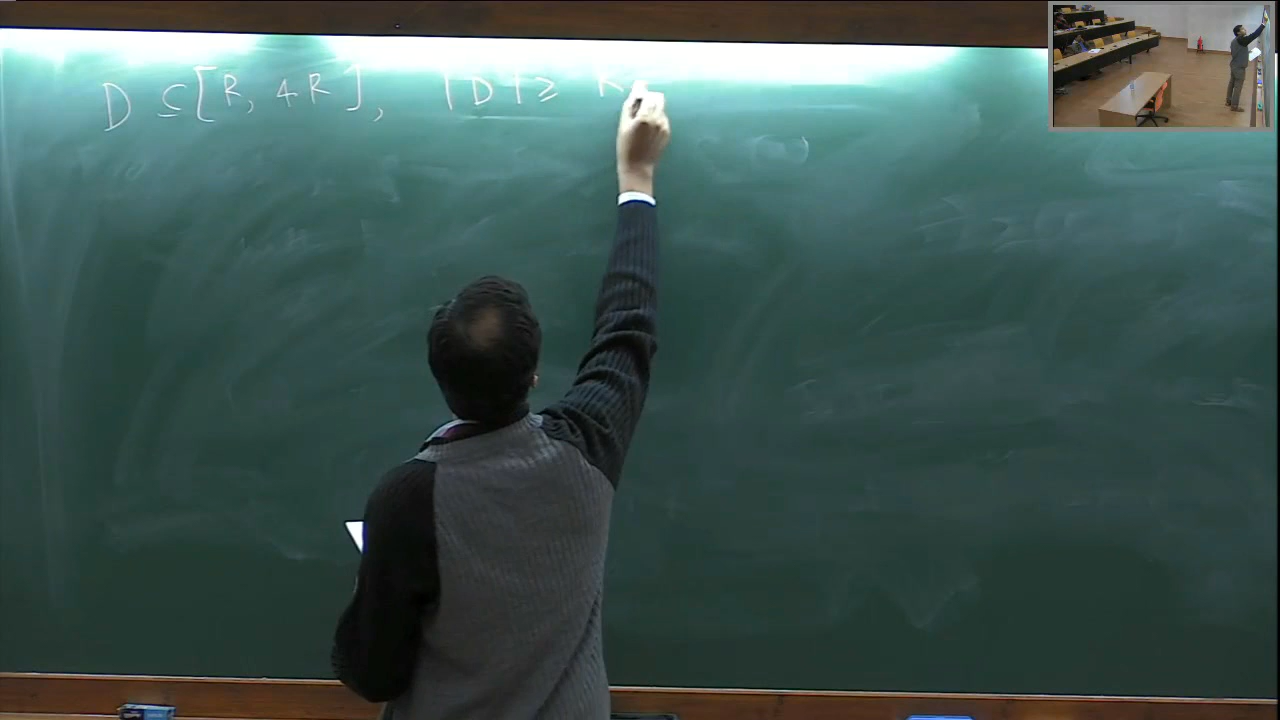 D ⊆ [R, 4R], |D| ≥